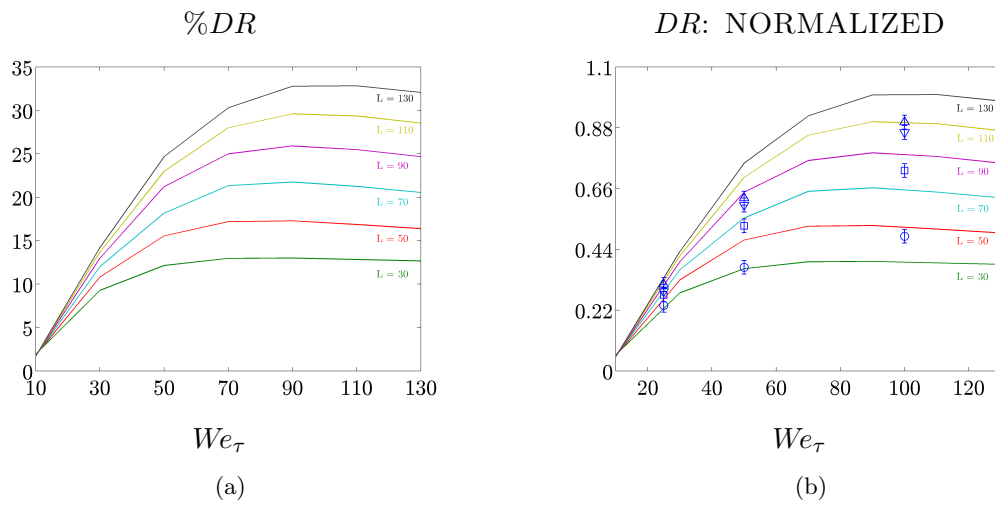 %DR
35
30
25
20
15
10
5
0
10 30 50 70 90 110 130
L = 130
L = 110
L = 90
L = 70
L = 50
L = 30
We_τ
(a)
DR: NORMALIZED
1.1
0.88
0.66
0.44
0.22
0
20 40 60 80 100 120
L = 130
L = 110
L = 90
L = 70
L = 50
L = 30
We_τ
(b)